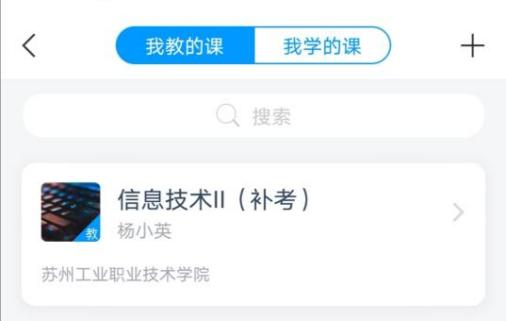 我教的课 我学的课
搜索
信息技术II（补考）
教
杨小英
苏州工业职业技术学院